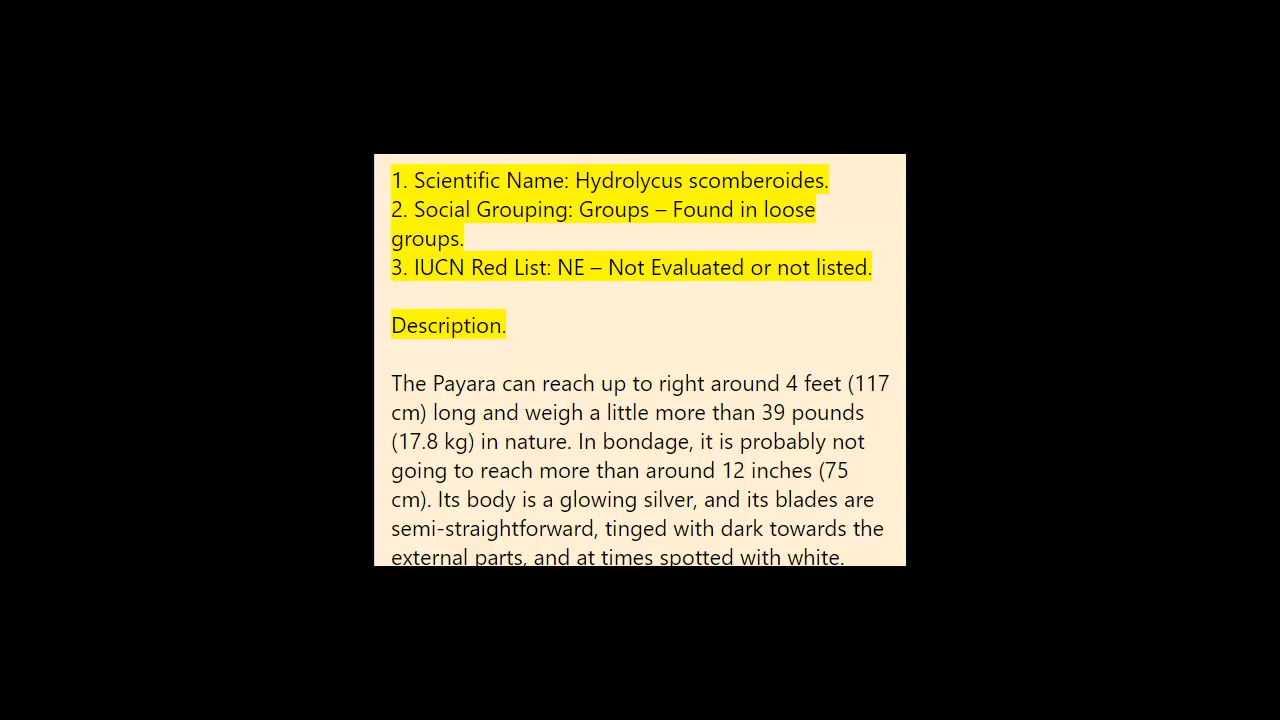 1. Scientific Name: Hydrolycus scomberoides.
2. Social Grouping: Groups – Found in loose
groups.
3. IUCN Red List: NE – Not Evaluated or not listed.
Description.
The Payara can reach up to right around 4 feet (117
cm) long and weigh a little more than 39 pounds
(17.8 kg) in nature. In bondage, it is probably not
going to reach more than around 12 inches (75
cm). Its body is a glowing silver, and its blades are
semi-straightforward, tinged with dark towards the
external parts, and at times spotted with white.